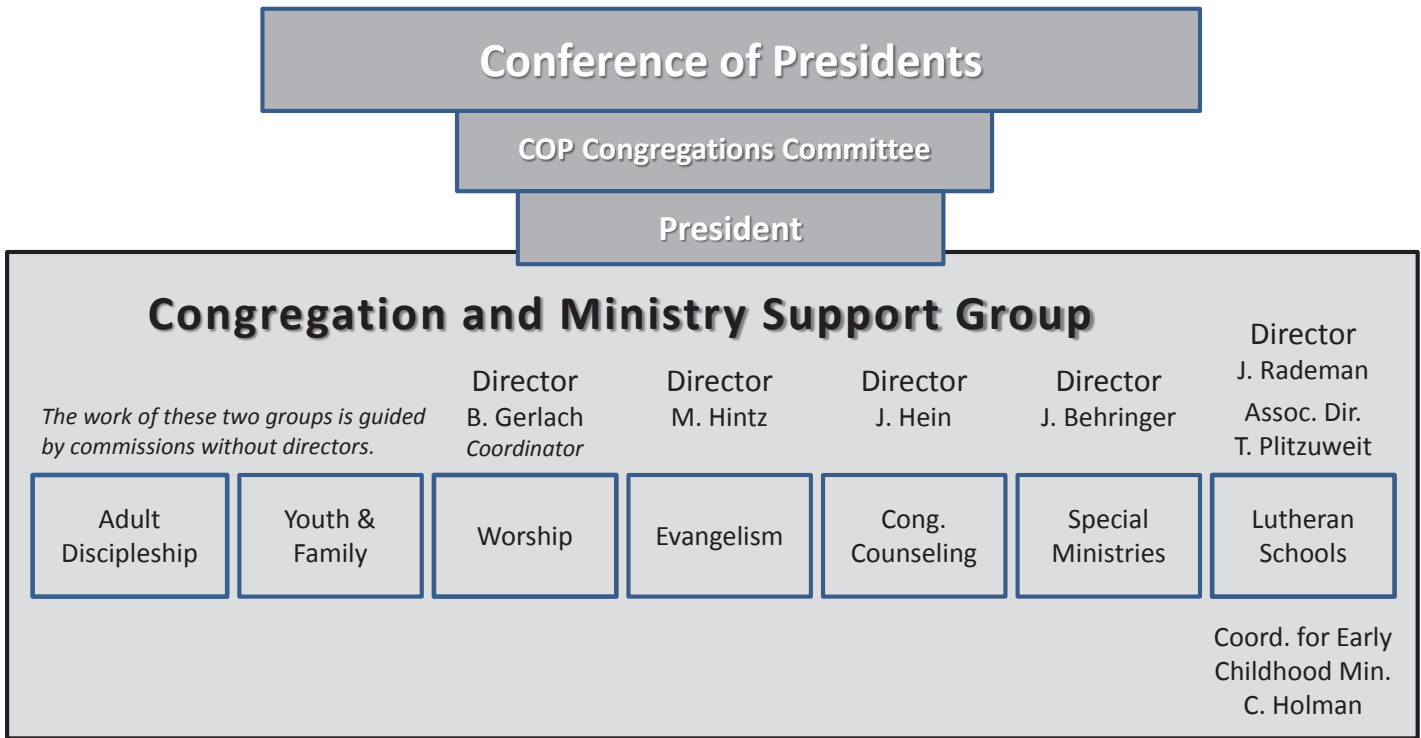 Conference of Presidents
COP Congregations Committee
President
Congregation and Ministry Support Group
The work of these two groups is guided
by commissions without directors.
Director
B. Gerlach
Coordinator
Director
M. Hintz
Director
J. Hein
Director
J. Behringer
Director
J. Rademan
Assoc. Dir.
T. Plitzuweit
Adult
Discipleship
Youth &
Family
Worship
Evangelism
Cong.
Counseling
Special
Ministries
Lutheran
Schools
Coord. for Early
Childhood Min.
C. Holman